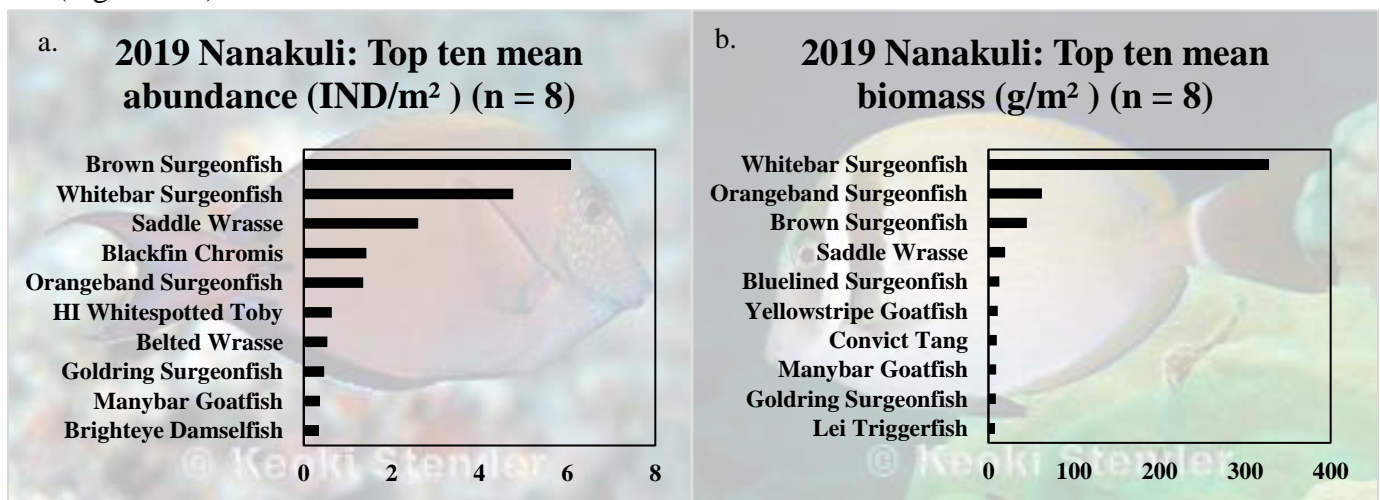 a.
2019 Nanakuli: Top ten mean
abundance (IND/m² ) (n = 8)
Brown Surgeonfish
Whitebar Surgeonfish
Saddle Wrasse
Blackfin Chromis
Orangeband Surgeonfish
HI Whitespotted Toby
Belted Wrasse
Goldring Surgeonfish
Manybar Goatfish
Brighteye Damselfish
0 2 4 6 8
© Keoki Stender
b.
2019 Nanakuli: Top ten mean
biomass (g/m² ) (n = 8)
Whitebar Surgeonfish
Orangeband Surgeonfish
Brown Surgeonfish
Saddle Wrasse
Bluelined Surgeonfish
Yellowstripe Goatfish
Convict Tang
Manybar Goatfish
Goldring Surgeonfish
Lei Triggerfish
0 100 200 300 400
© Keoki Stender